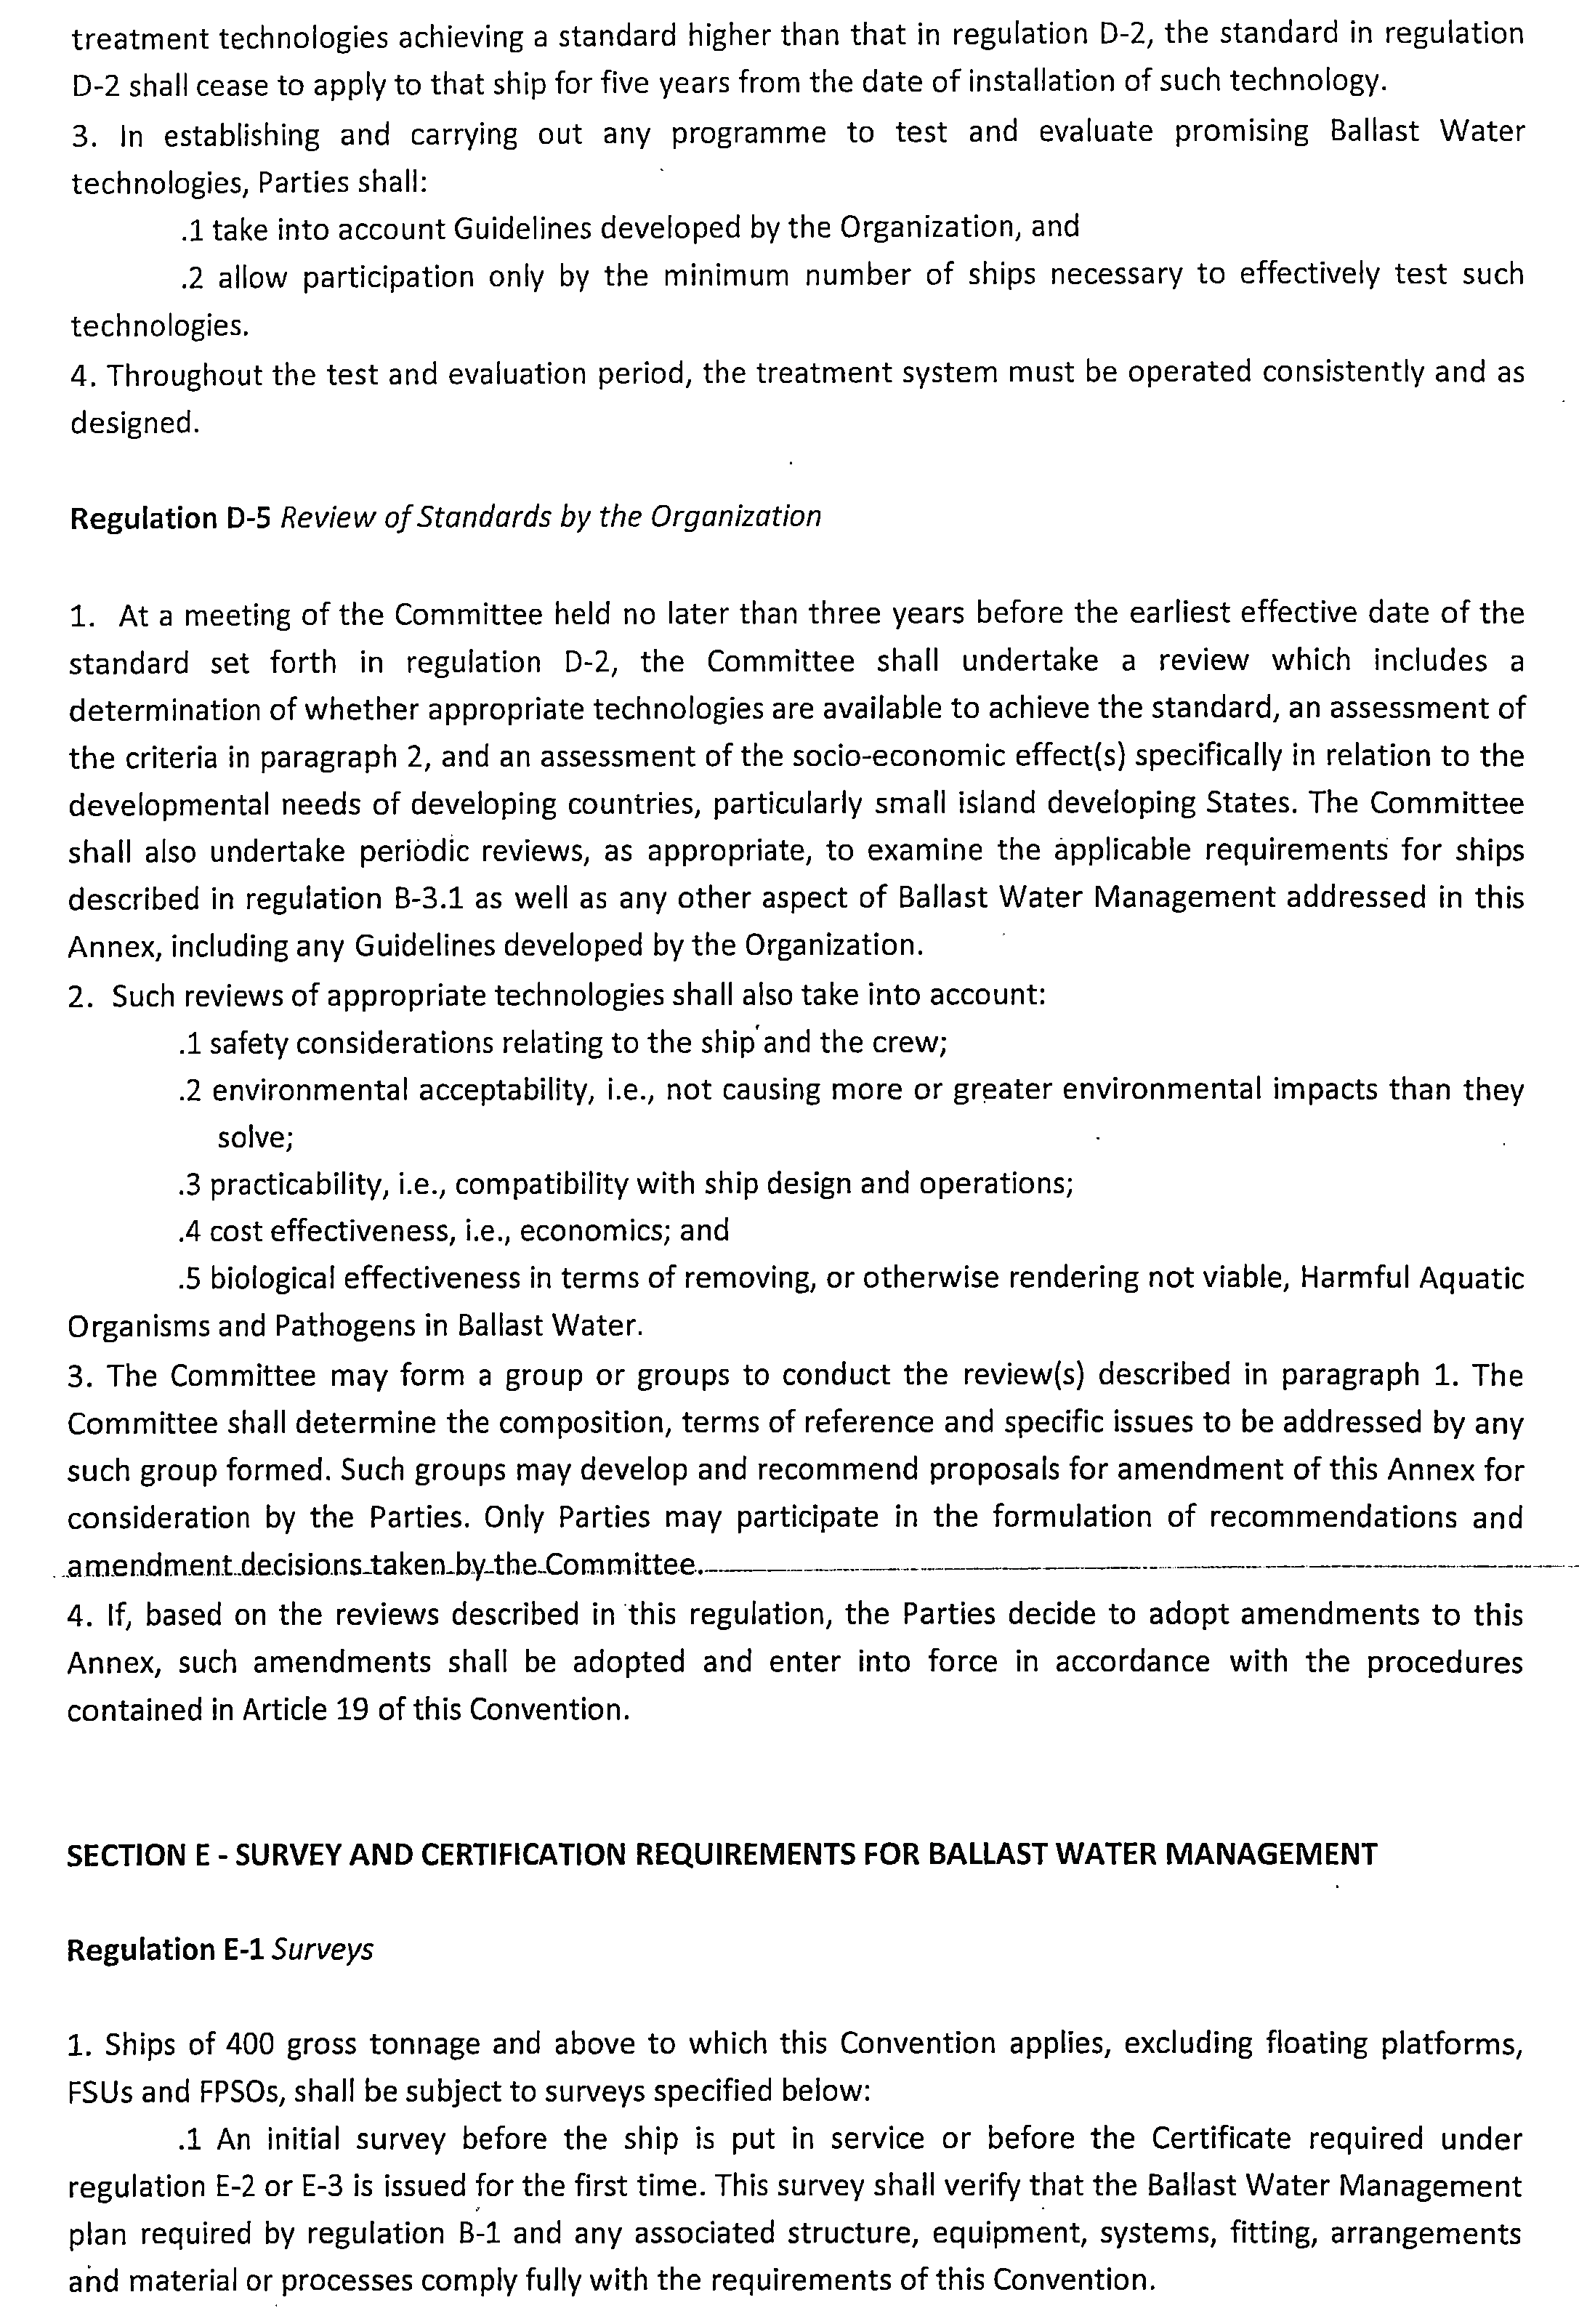 treatment technologies achieving a standard higher than that in regulation D-2, the standard in regulation
D-2 shall cease to apply to that ship for five years from the date of installation of such technology.
3. In establishing and carrying out any programme to test and evaluate promising Ballast Water
technologies, Parties shall:
.1 take into account Guidelines developed by the Organization, and
.2 allow participation only by the minimum number of ships necessary to effectively test such
technologies.
4. Throughout the test and evaluation period, the treatment system must be operated consistently and as
designed.
Regulation D-5 Review of Standards by the Organization
1. At a meeting of the Committee held no later than three years before the earliest effective date of the
standard set forth in regulation D-2, the Committee shall undertake a review which includes a
determination of whether appropriate technologies are available to achieve the standard, an assessment of
the criteria in paragraph 2, and an assessment of the socio-economic effect(s) specifically in relation to the
developmental needs of developing countries, particularly small island developing States. The Committee
shall also undertake periodic reviews, as appropriate, to examine the applicable requirements for ships
described in regulation B-3.1 as well as any other aspect of Ballast Water Management addressed in this
Annex, including any Guidelines developed by the Organization.
2. Such reviews of appropriate technologies shall also take into account:
.1 safety considerations relating to the ship and the crew;
.2 environmental acceptability, i.e., not causing more or greater environmental impacts than they
solve;
.3 practicability, i.e., compatibility with ship design and operations;
.4 cost effectiveness, i.e., economics; and
.5 biological effectiveness in terms of removing, or otherwise rendering not viable, Harmful Aquatic
Organisms and Pathogens in Ballast Water.
3. The Committee may form a group or groups to conduct the review(s) described in paragraph 1. The
Committee shall determine the composition, terms of reference and specific issues to be addressed by any
such group formed. Such groups may develop and recommend proposals for amendment of this Annex for
consideration by the Parties. Only Parties may participate in the formulation of recommendations and
amendment decisions taken by the Committee.
4. If, based on the reviews described in this regulation, the Parties decide to adopt amendments to this
Annex, such amendments shall be adopted and enter into force in accordance with the procedures
contained in Article 19 of this Convention.
SECTION E - SURVEY AND CERTIFICATION REQUIREMENTS FOR BALLAST WATER MANAGEMENT
Regulation E-1 Surveys
1. Ships of 400 gross tonnage and above to which this Convention applies, excluding floating platforms,
FSUs and FPSOs, shall be subject to surveys specified below:
.1 An initial survey before the ship is put in service or before the Certificate required under
regulation E-2 or E-3 is issued for the first time. This survey shall verify that the Ballast Water Management
plan required by regulation B-1 and any associated structure, equipment, systems, fitting, arrangements
and material or processes comply fully with the requirements of this Convention.